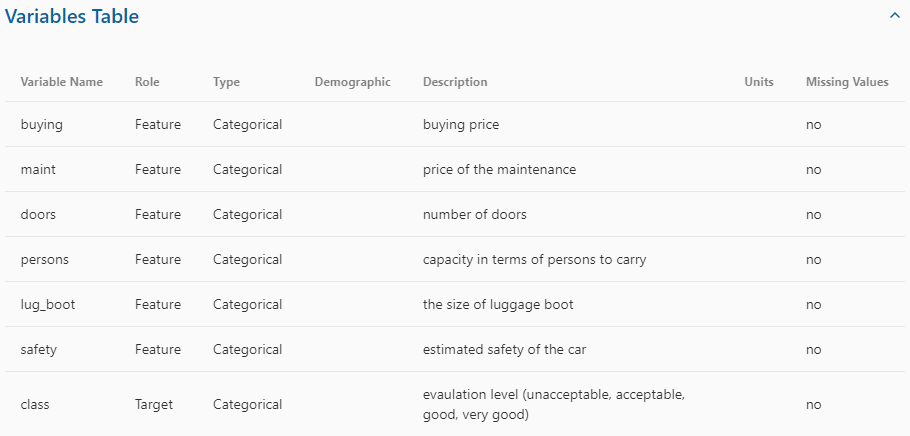 Variables Table
Variable Name Role Type Demographic Description Units Missing Values
buying Feature Categorical buying price no
maint Feature Categorical price of the maintenance no
doors Feature Categorical number of doors no
persons Feature Categorical capacity in terms of persons to carry no
lug_boot Feature Categorical the size of luggage boot no
safety Feature Categorical estimated safety of the car no
class Target Categorical evaulation level (unacceptable, acceptable,
good, very good) no